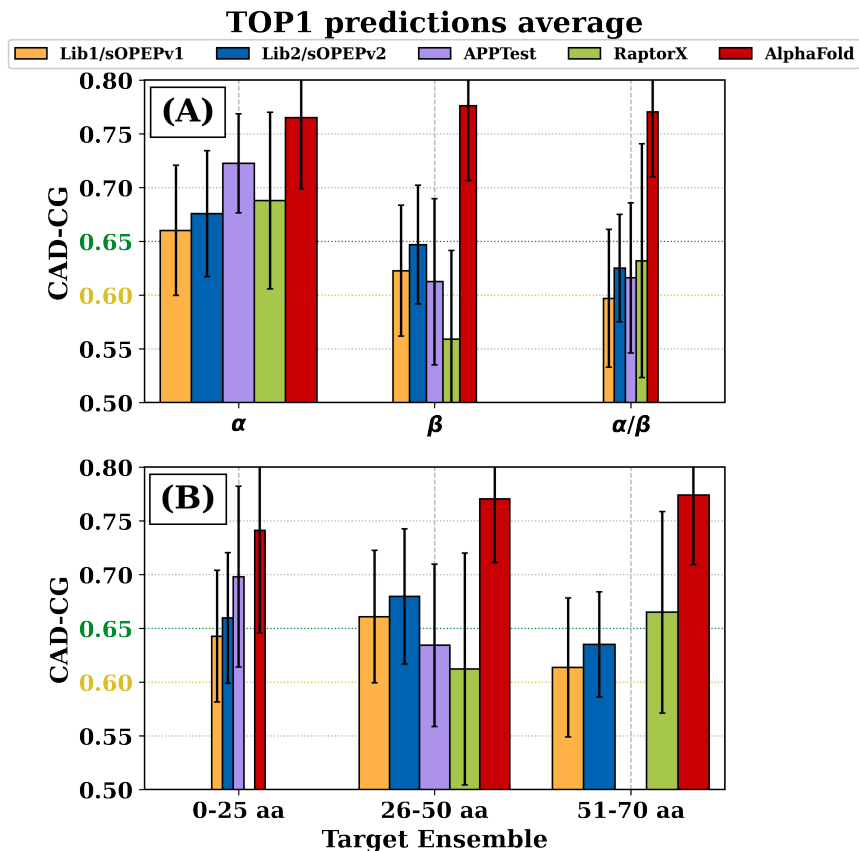 TOP1 predictions average
Lib1/sOPEPv1 Lib2/sOPEPv2 APPTest RaptorX AlphaFold
(A)
CAD-CG
0.80
0.75
0.70
0.65
0.60
0.55
0.50
α β α/β
(B)
CAD-CG
0.80
0.75
0.70
0.65
0.60
0.55
0.50
0-25 aa 26-50 aa 51-70 aa
Target Ensemble